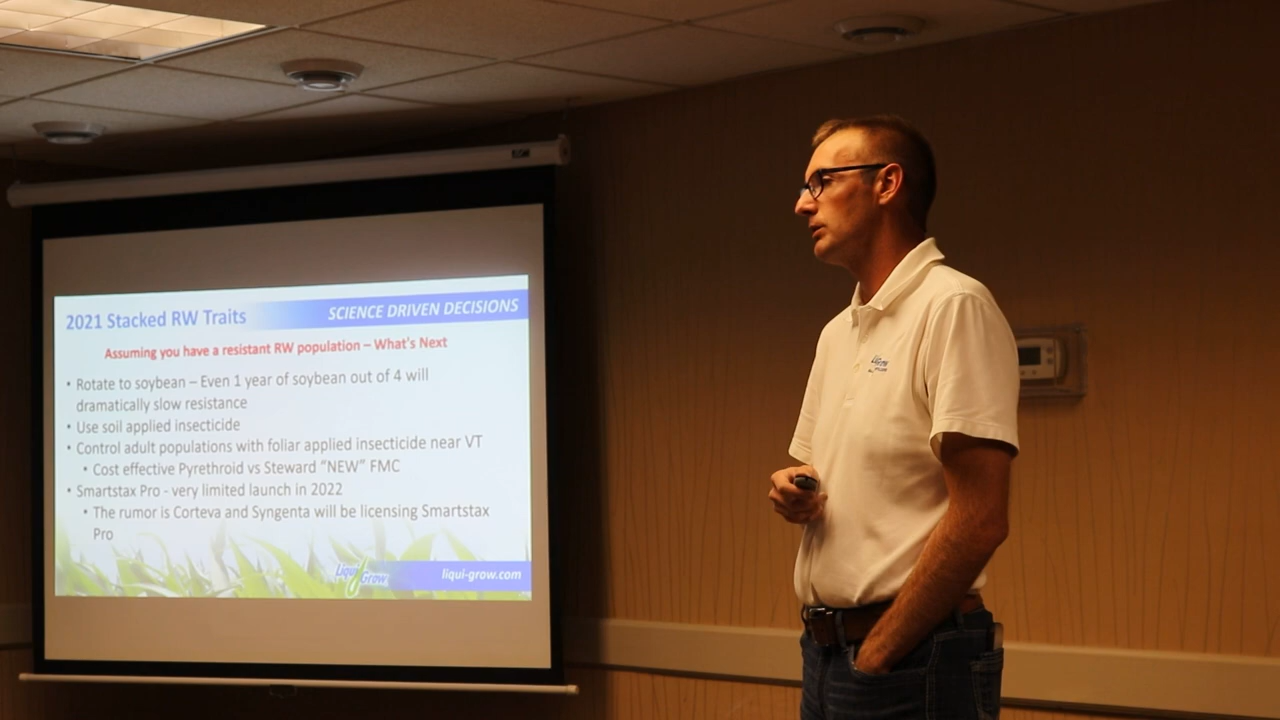 2021 Stacked RW Traits
SCIENCE DRIVEN DECISIONS
Assuming you have a resistant RW population – What's Next
• Rotate to soybean – Even 1 year of soybean out of 4 will
dramatically slow resistance
• Use soil applied insecticide
• Control adult populations with foliar applied insecticide near VT
• Cost effective Pyrethroid vs Steward "NEW" FMC
• Smartstax Pro - very limited launch in 2022
• The rumor is Corteva and Syngenta will be licensing Smartstax
Pro
Liqui Grow
liqui-grow.com